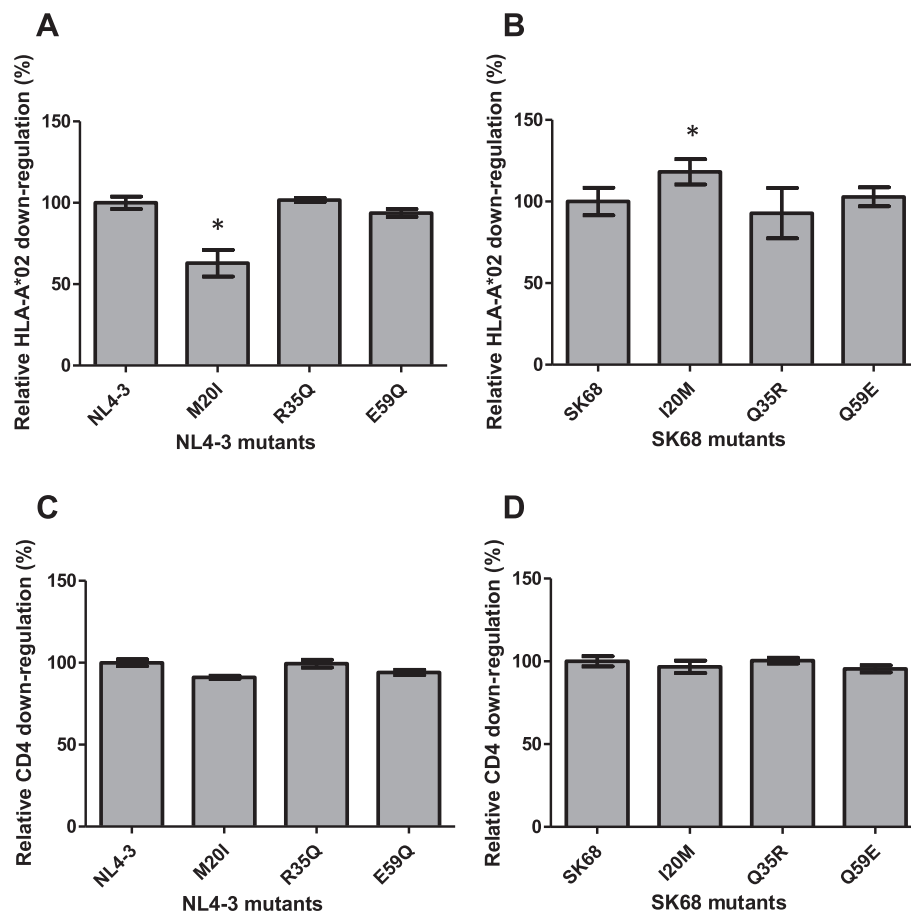 A
Relative HLA-A*02 down-regulation (%)
150
100
50
0
*
NL4-3
M20I
R35Q
E59Q
NL4-3 mutants
B
Relative HLA-A*02 down-regulation (%)
150
100
50
0
*
SK68
I20M
Q35R
Q59E
SK68 mutants
C
Relative CD4 down-regulation (%)
150
100
50
0
NL4-3
M20I
R35Q
E59Q
NL4-3 mutants
D
Relative CD4 down-regulation (%)
150
100
50
0
SK68
I20M
Q35R
Q59E
SK68 mutants